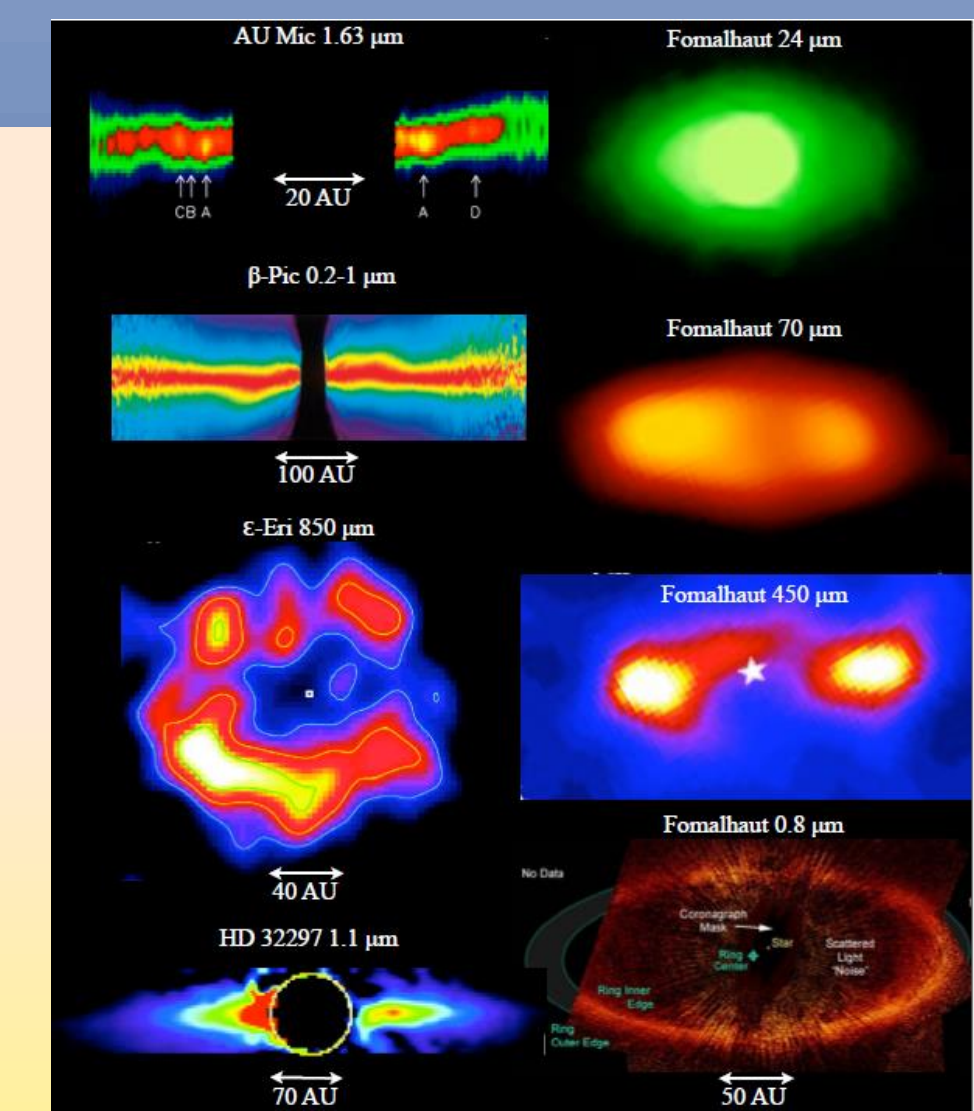 AU Mic 1.63 μm
20 AU
CB A
A
D
β-Pic 0.2-1 μm
100 AU
ε-Eri 850 μm
40 AU
HD 32297 1.1 μm
70 AU
Fomalhaut 24 μm
Fomalhaut 70 μm
Fomalhaut 450 μm
Fomalhaut 0.8 μm
No Data
Coronagraph
Mask
Star
Ring
Center
Scattered
Light
"Noise"
Ring Inner
Edge
Ring
Outer Edge
50 AU